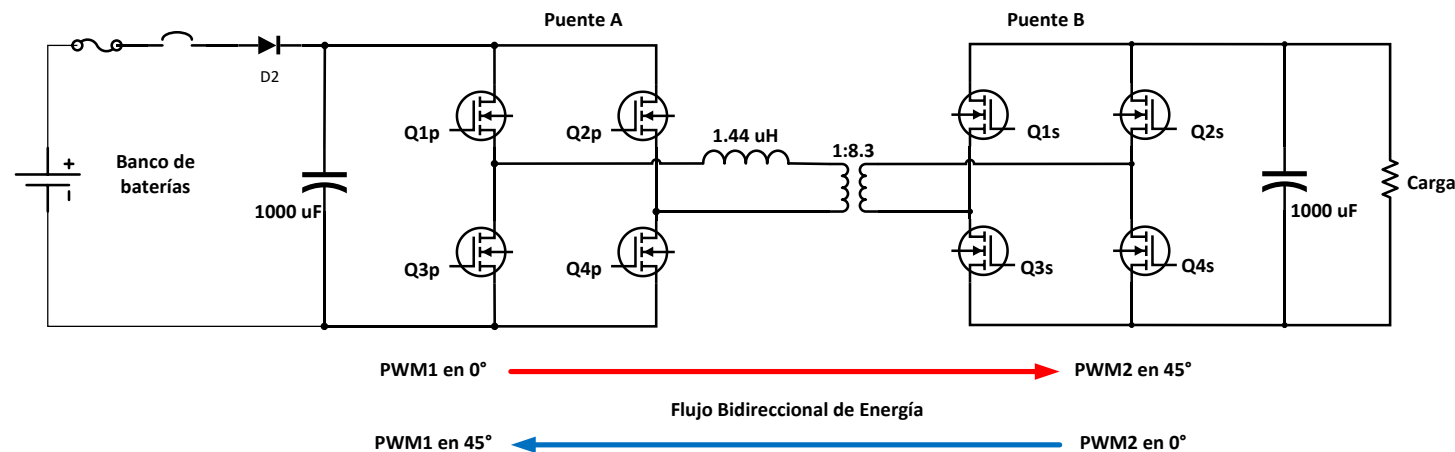 Puente A
Puente B
D2
Q1p
Q2p
Q1s
Q2s
1.44 uH
1:8.3
+
Banco de
baterías
Carga
1000 uF
1000 uF
Q3p
Q4p
Q3s
Q4s
PWM1 en 0°
PWM2 en 45°
Flujo Bidireccional de Energía
PWM1 en 45°
PWM2 en 0°